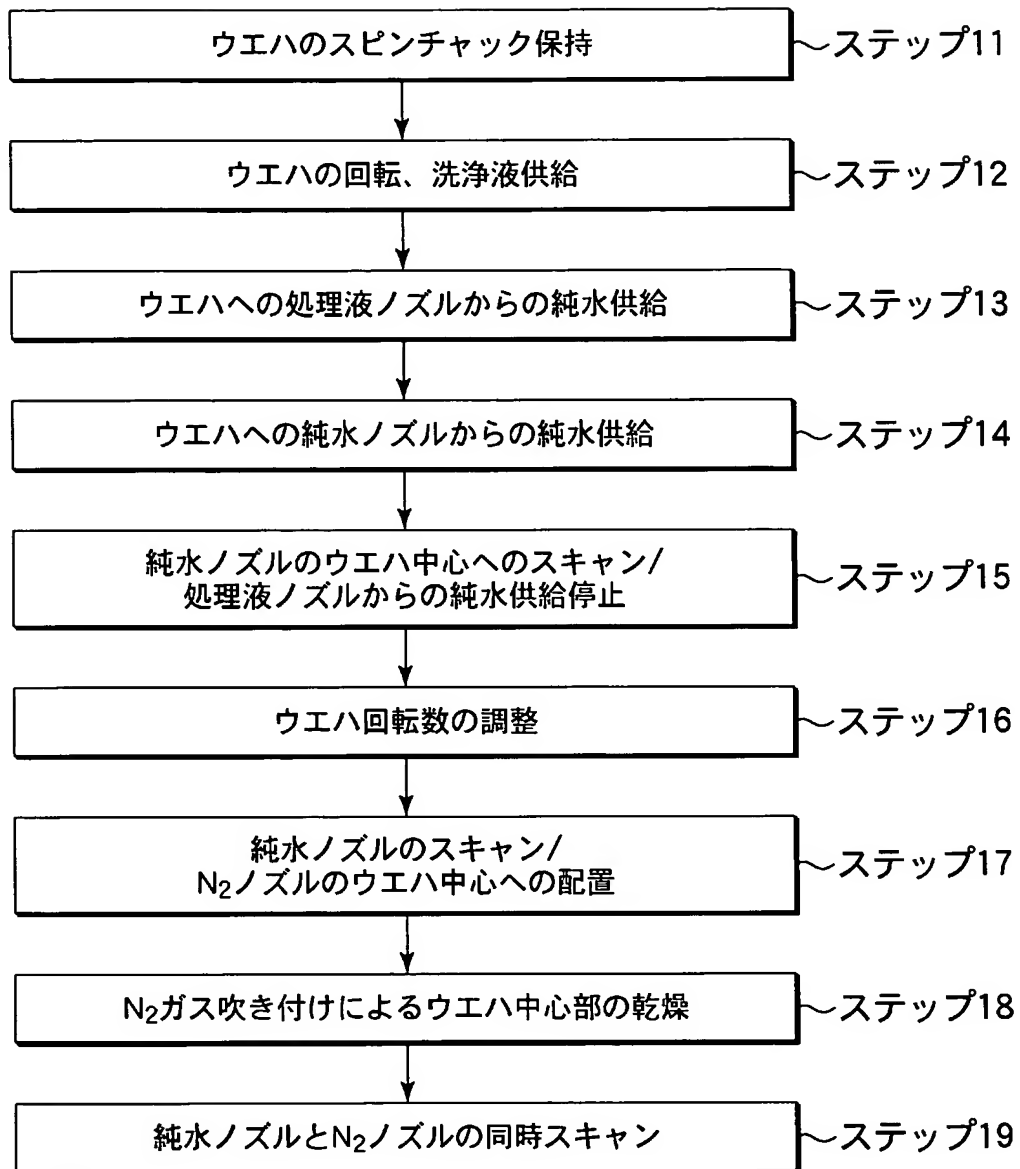 ウエハのスピンチャック保持 ステップ11
ウエハの回転、洗浄液供給 ステップ12
ウエハへの処理液ノズルからの純水供給 ステップ13
ウエハへの純水ノズルからの純水供給 ステップ14
純水ノズルのウエハ中心へのスキャン/
処理液ノズルからの純水供給停止 ステップ15
ウエハ回転数の調整 ステップ16
純水ノズルのスキャン/
N₂ノズルのウエハ中心への配置 ステップ17
N₂ガス吹き付けによるウエハ中心部の乾燥 ステップ18
純水ノズルとN₂ノズルの同時スキャン ステップ19